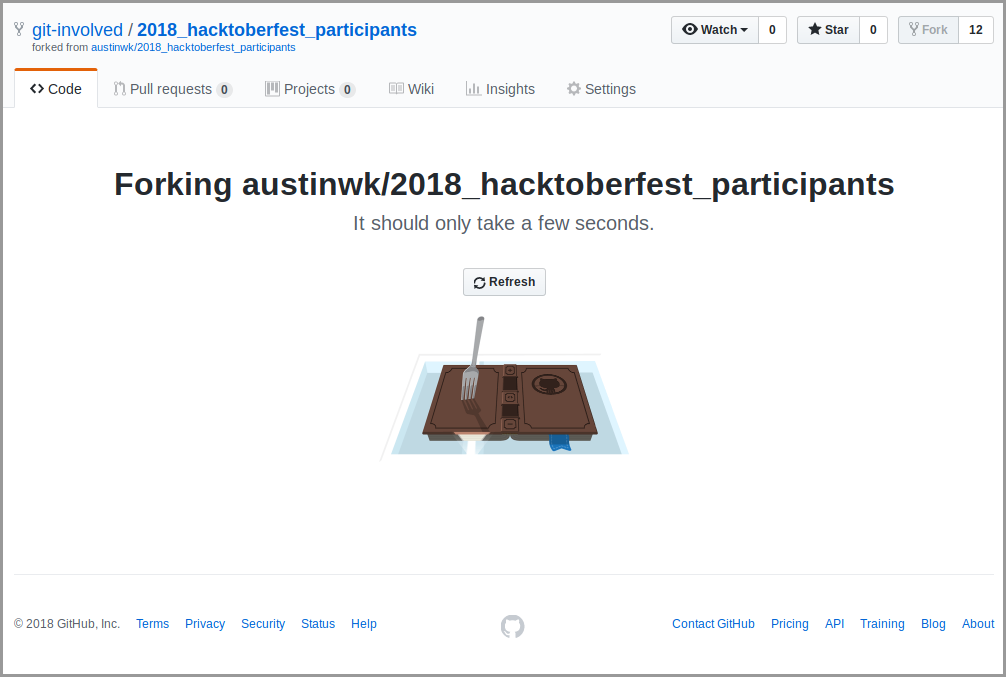 git-involved / 2018_hacktoberfest_participants
forked from austinwk/2018_hacktoberfest_participants
Watch 0 Star 0 Fork 12
Code Pull requests 0 Projects 0 Wiki Insights Settings
Forking austinwk/2018_hacktoberfest_participants
It should only take a few seconds.
Refresh
© 2018 GitHub, Inc. Terms Privacy Security Status Help Contact GitHub Pricing API Training Blog About